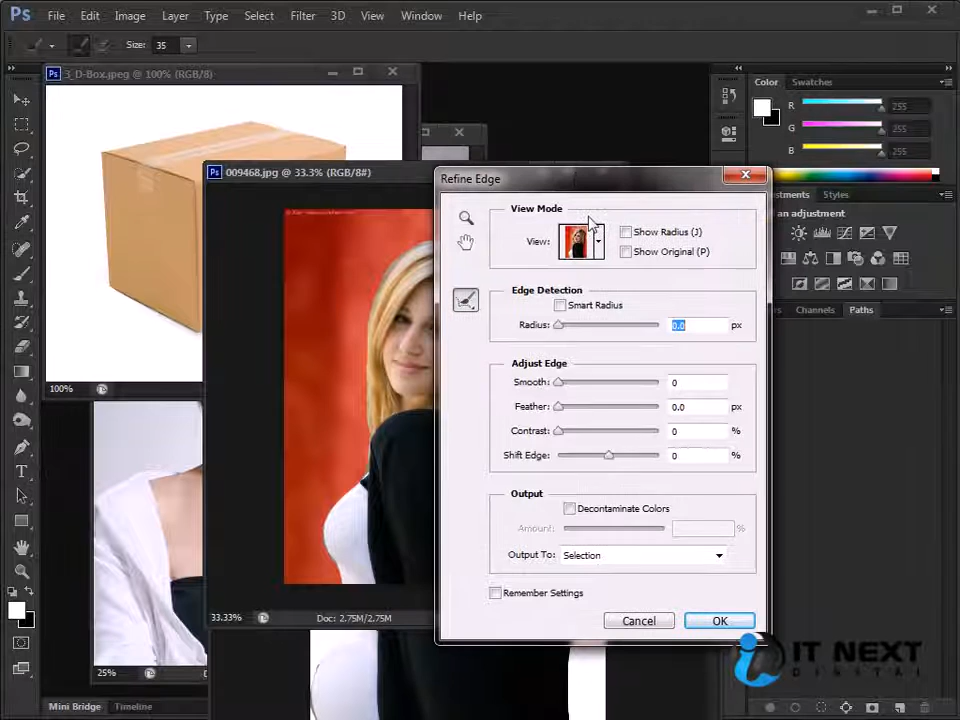 Ps File Edit Image Layer Type Select Filter 3D View Window Help
Size: 35
Ps 3_D-Box.jpeg @ 100% (RGB/8)
Color Swatches
R 255
G 255
B 255
Ps 009468.jpg @ 33.3% (RGB/8#)
Refine Edge
justments Styles
an adjustment
View Mode
View: Show Radius (J)
Show Original (P)
Edge Detection
Smart Radius
Radius: 0.0 px
Channels Paths
Adjust Edge
Smooth: 0
Feather: 0.0 px
Contrast: 0 %
Shift Edge: 0 %
100%
Output
Decontaminate Colors
Amount: %
Output To: Selection
Remember Settings
33.33% Doc: 2.75M/2.75M
Cancel OK
25%
IT NEXT
DIGITAL
Mini Bridge Timeline